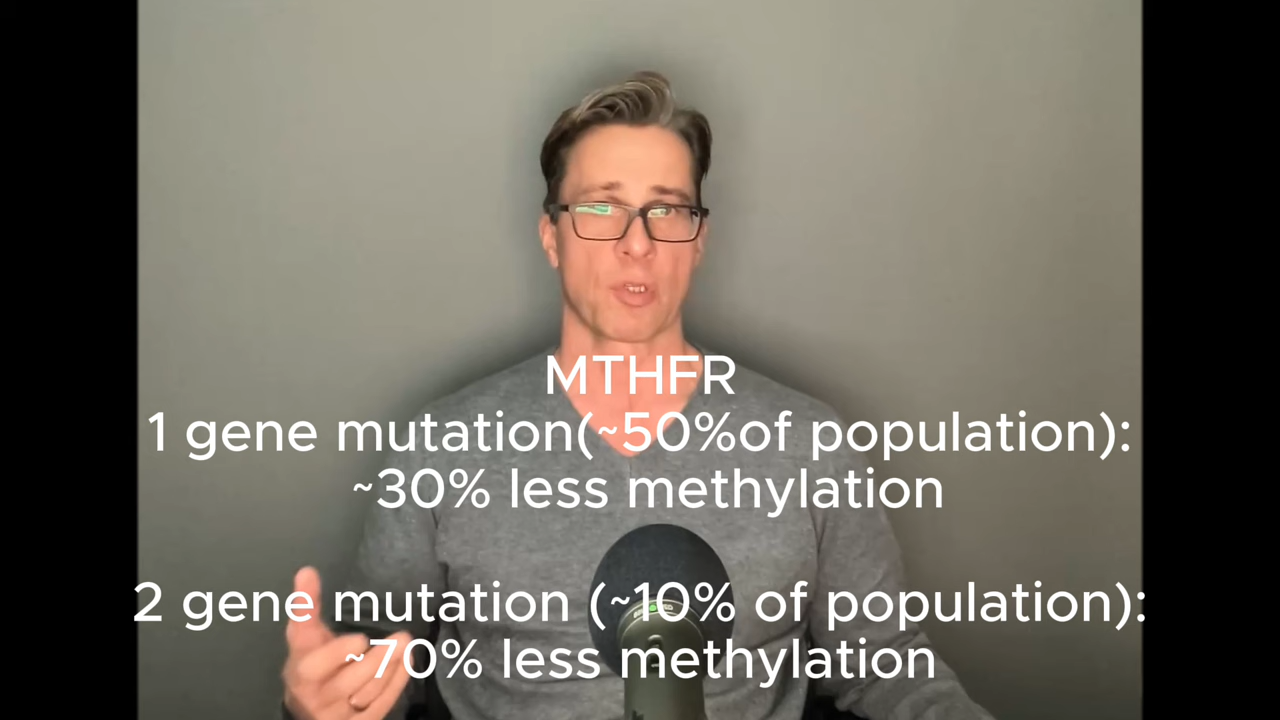 MTHFR
1 gene mutation(~50%of population):
~30% less methylation
2 gene mutation (~10% of population):
~70% less methylation